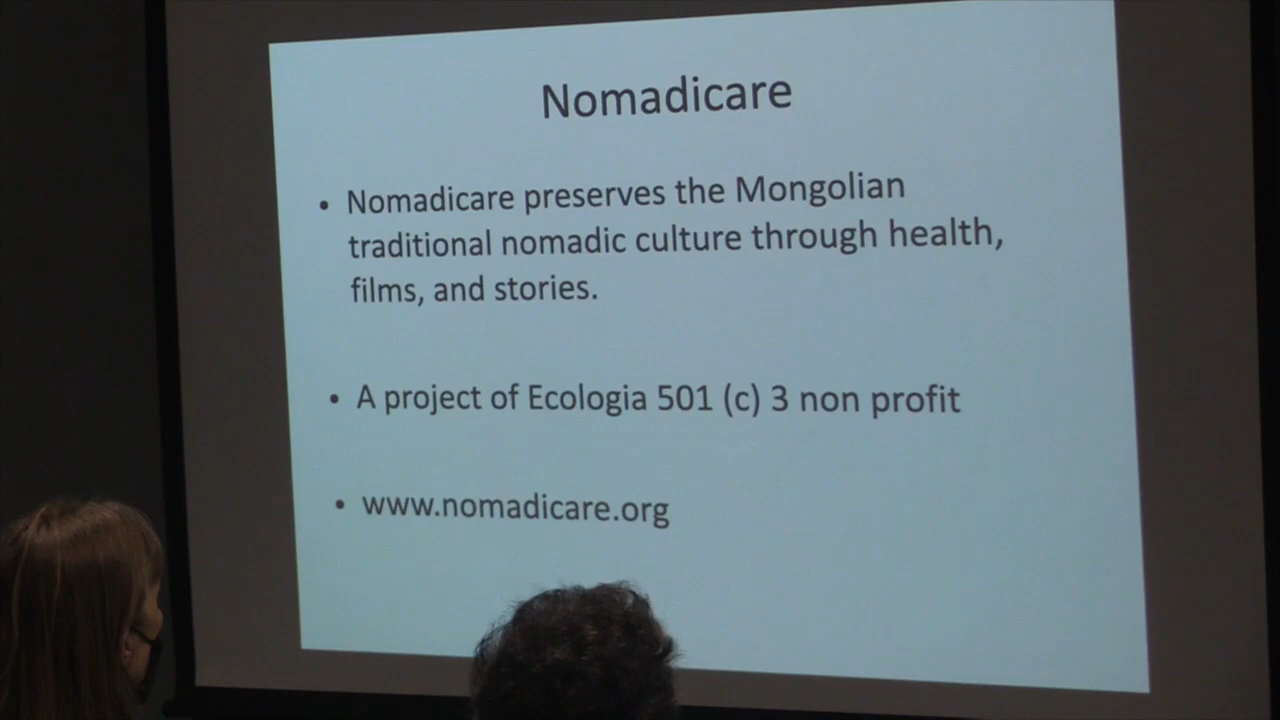 Nomadicare
• Nomadicare preserves the Mongolian
traditional nomadic culture through health,
films, and stories.
• A project of Ecologia 501 (c) 3 non profit
• www.nomadicare.org